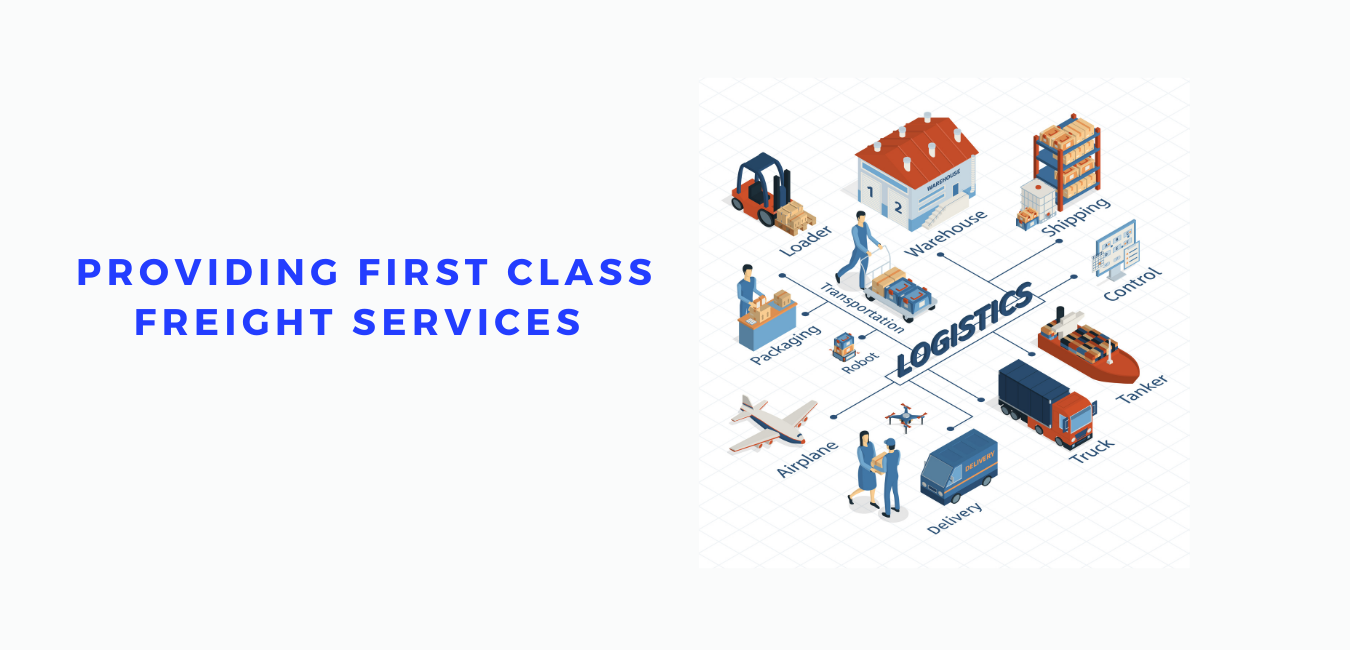 PROVIDING FIRST CLASS
FREIGHT SERVICES
1
2
WAREHOUSE
Loader
Warehouse
Shipping
Transportation
Control
Packaging
Robot
LOGISTICS
Tanker
Airplane
Truck
DELIVERY
Delivery